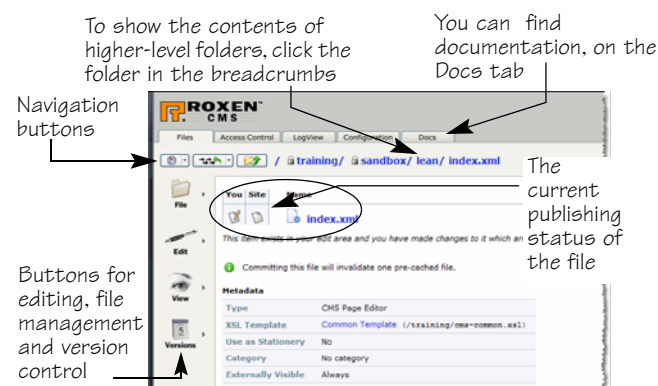 To show the contents of
higher-level folders, click the
folder in the breadcrumbs
You can find
documentation, on the
Docs tab
Navigation
buttons
ROXEN
CMS
Files Access Control LogView Configuration Docs
/ training/ sandbox/ lean/ index.xml
The
current
publishing
status of
the file
File
You Site Name
index.xml
This item exists in your edit area and you have made changes to it which an
Edit
Committing this file will invalidate one pre-cached file.
View
Metadata
Type CMS Page Editor
XSL Template Common Template (/training/cms-common.xsl)
Use as Stationery No
Category No category
Externally Visible Always
Versions
Buttons for
editing, file
management
and version
control